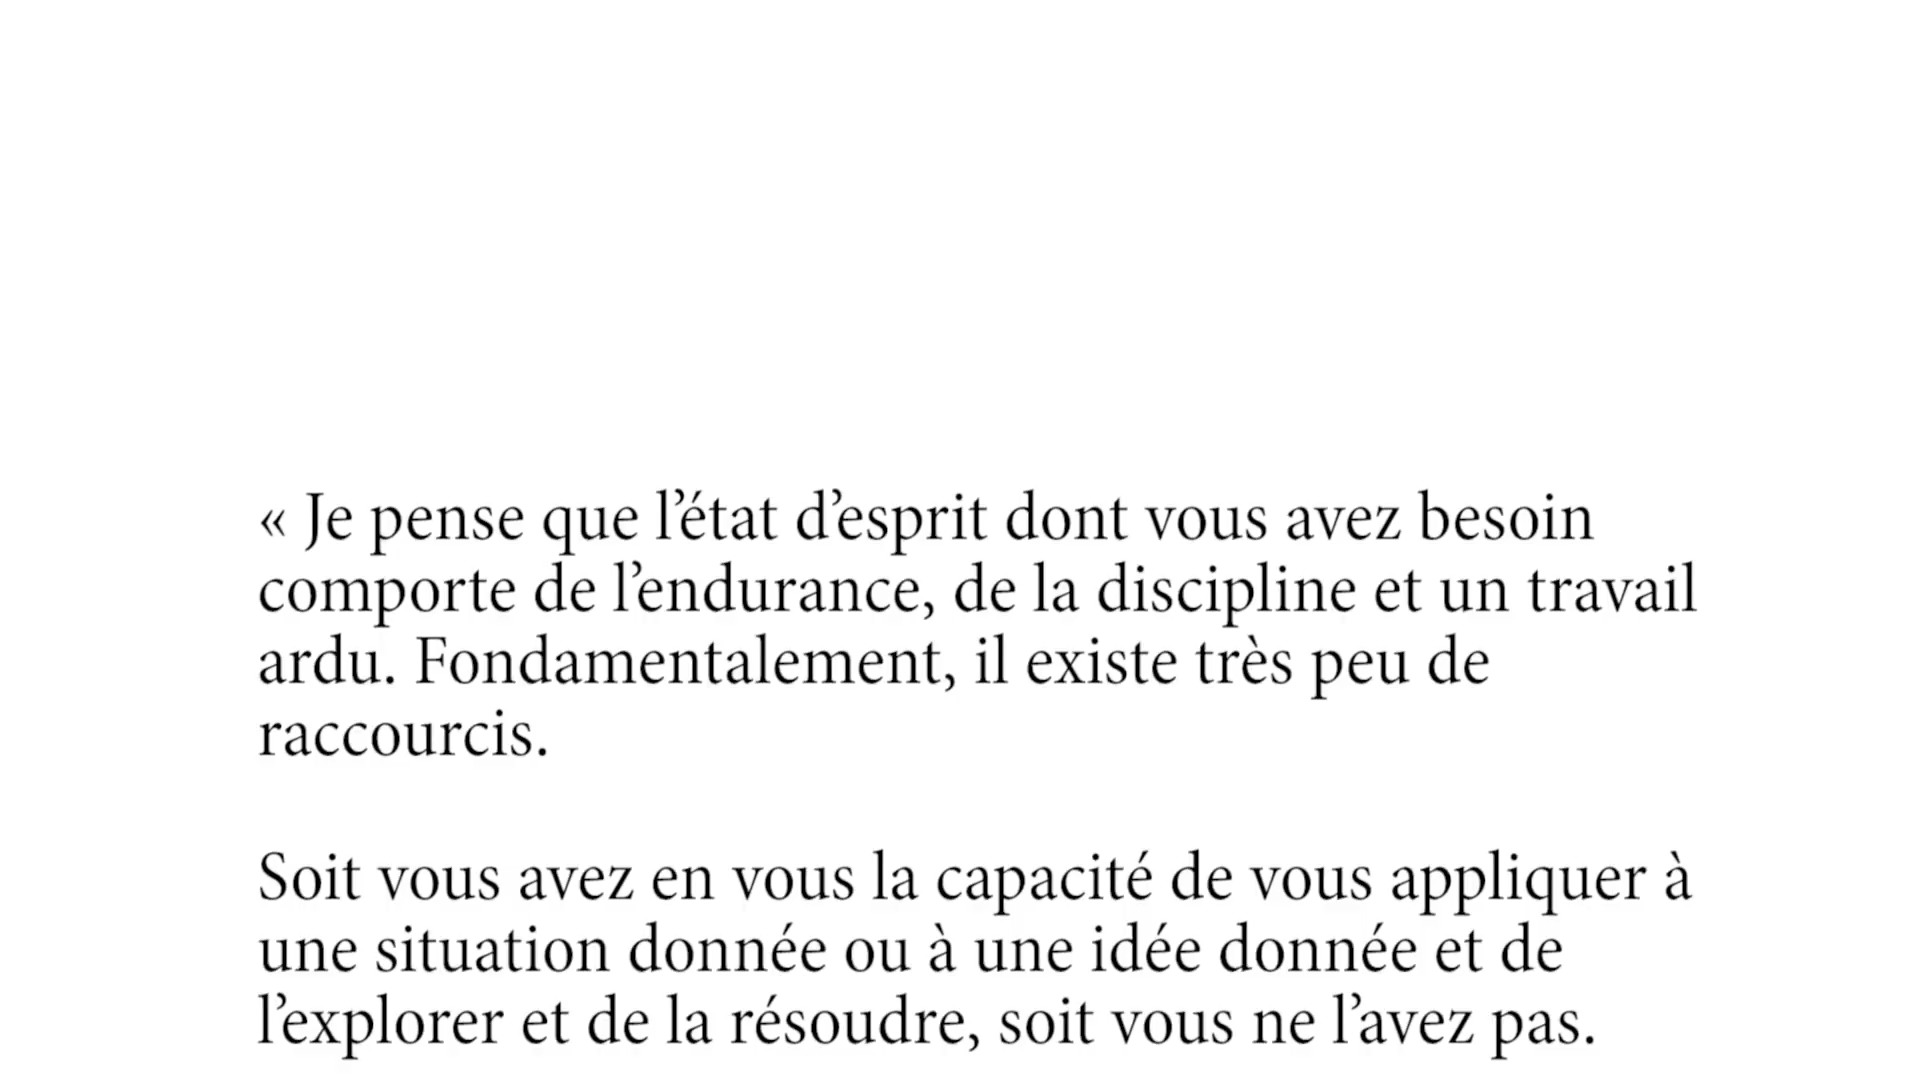 « Je pense que l’état d’esprit dont vous avez besoin
comporte de l’endurance, de la discipline et un travail
ardu. Fondamentalement, il existe très peu de
raccourcis.
Soit vous avez en vous la capacité de vous appliquer à
une situation donnée ou à une idée donnée et de
l’explorer et de la résoudre, soit vous ne l’avez pas.